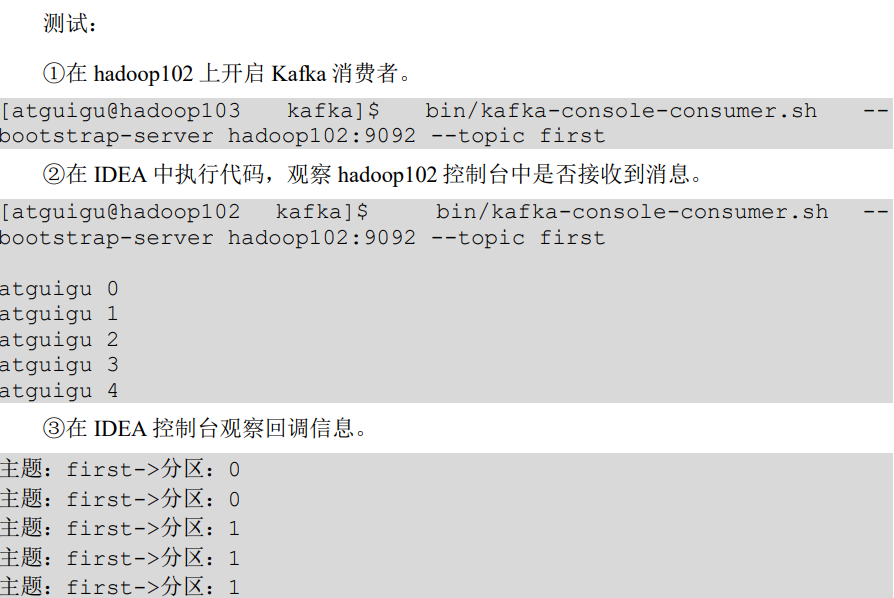 测试：
①在 hadoop102 上开启 Kafka 消费者。
[atguigu@hadoop103 kafka]$ bin/kafka-console-consumer.sh --
bootstrap-server hadoop102:9092 --topic first
②在 IDEA 中执行代码，观察 hadoop102 控制台中是否接收到消息。
[atguigu@hadoop102 kafka]$ bin/kafka-console-consumer.sh --
bootstrap-server hadoop102:9092 --topic first
atguigu 0
atguigu 1
atguigu 2
atguigu 3
atguigu 4
③在 IDEA 控制台观察回调信息。
主题：first->分区：0
主题：first->分区：0
主题：first->分区：1
主题：first->分区：1
主题：first->分区：1